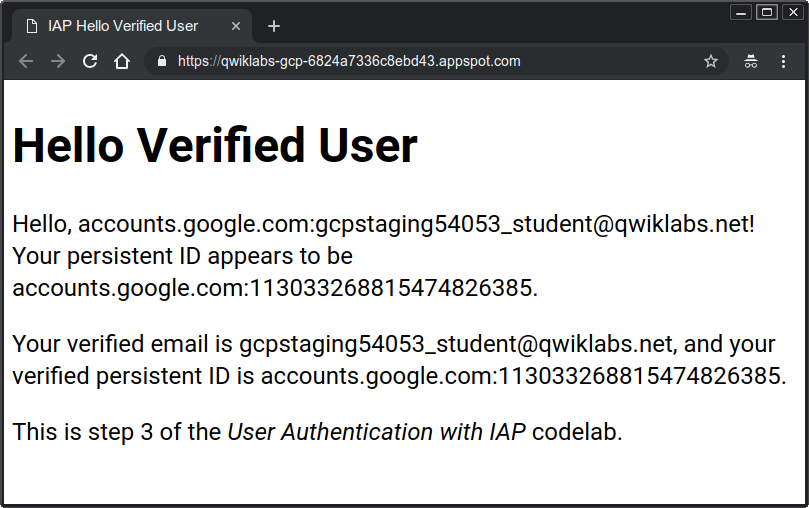 IAP Hello Verified User
https://qwiklabs-gcp-6824a7336c8ebd43.appspot.com
Hello Verified User
Hello, accounts.google.com:gcpstaging54053_student@qwiklabs.net!
Your persistent ID appears to be
accounts.google.com:113033268815474826385.
Your verified email is gcpstaging54053_student@qwiklabs.net, and your
verified persistent ID is accounts.google.com:113033268815474826385.
This is step 3 of the User Authentication with IAP codelab.